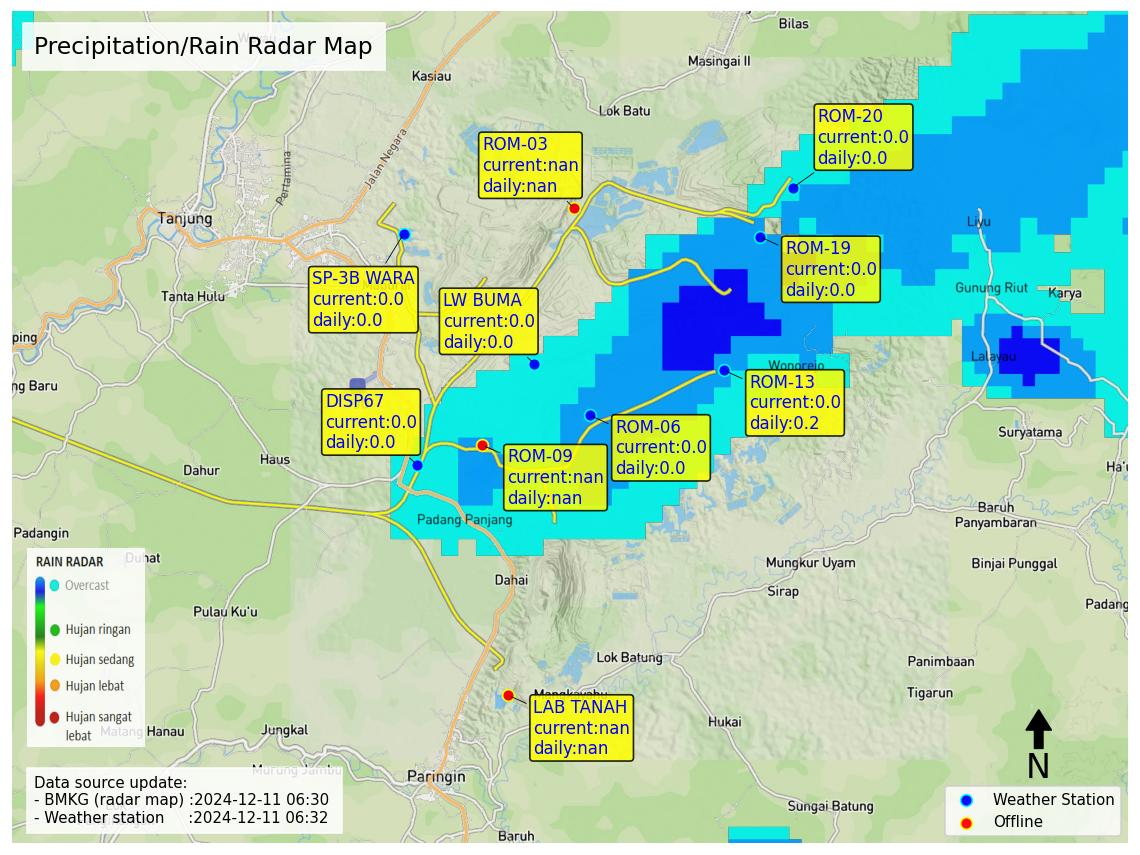 Precipitation/Rain Radar Map
Bilas
Masingai II
Kasiau
Lok Batu
Jalan Negara
Pertamina
Tanjung
Tanta Hulu
ROM-03
current:nan
daily:nan
ROM-20
current:0.0
daily:0.0
ROM-19
current:0.0
daily:0.0
SP-3B WARA
current:0.0
daily:0.0
LW BUMA
current:0.0
daily:0.0
Liyu
Gunung Riut
Karya
Lalayau
Wonorejo
ROM-13
current:0.0
daily:0.2
DISP67
current:0.0
daily:0.0
ROM-06
current:0.0
daily:0.0
ROM-09
current:nan
daily:nan
ping
ng Baru
Haus
Dahur
Suryatama
Ha'u
Padang Panjang
Baruh
Panyambaran
Padangin
Duhat
Dahai
Mungkur Uyam
Binjai Punggal
Sirap
Padang
Pulau Ku'u
RAIN RADAR
Overcast
Hujan ringan
Hujan sedang
Hujan lebat
Hujan sangat
lebat
Lok Batung
Panimbaan
Tigarun
LAB TANAH
current:nan
daily:nan
Hukai
Matang Hanau
Jungkal
Murung Jambu
Paringin
Sungai Batung
Baruh
Data source update:
- BMKG (radar map) :2024-12-11 06:30
- Weather station :2024-12-11 06:32
N
Weather Station
Offline